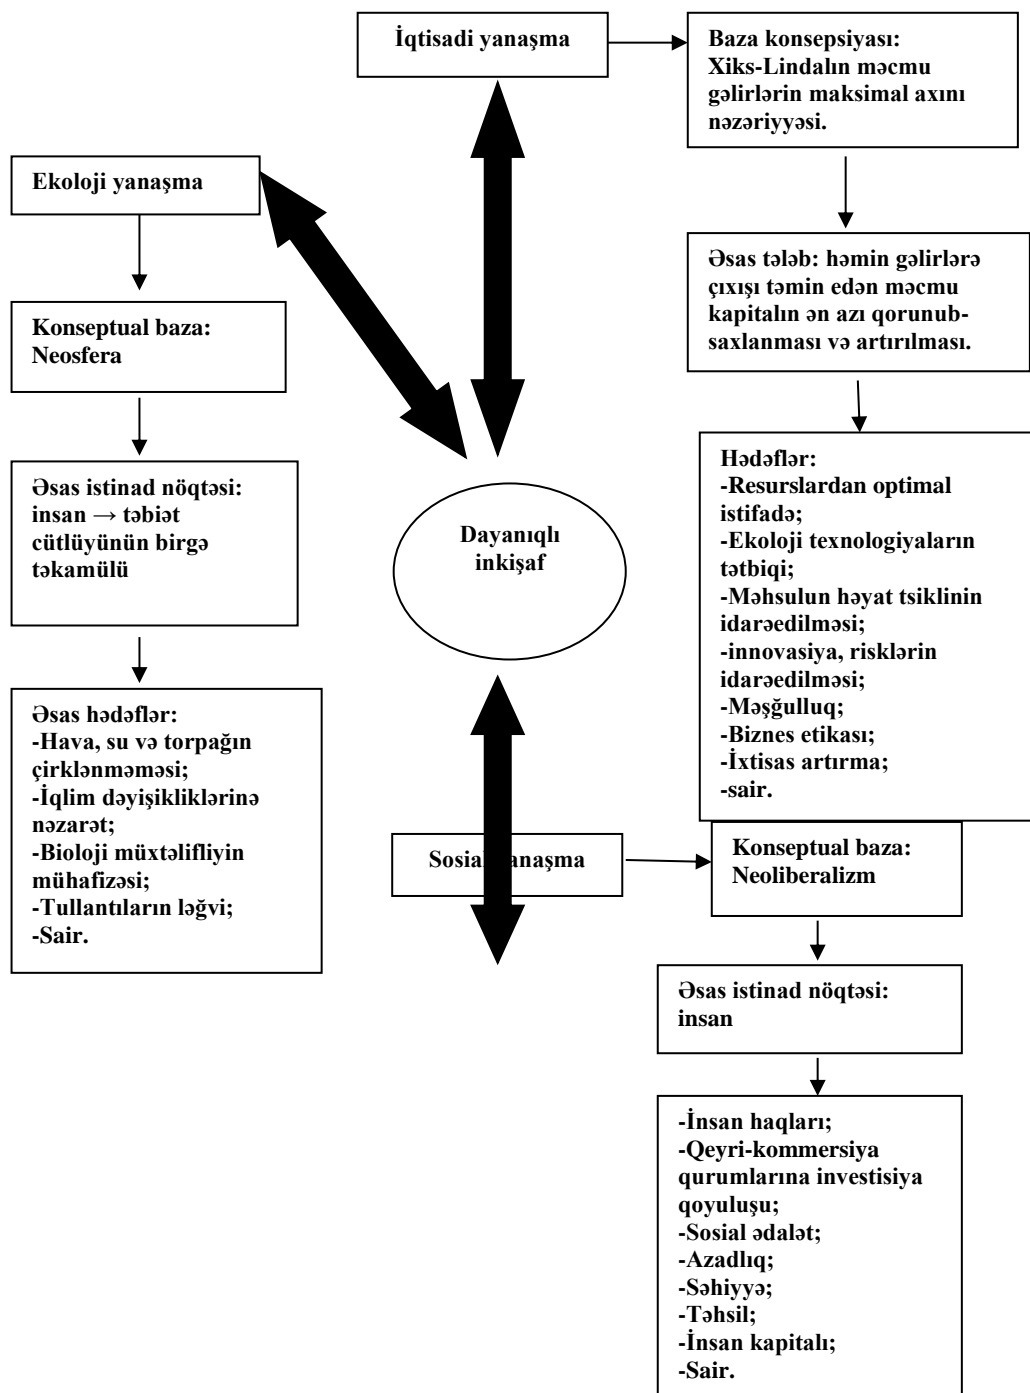 İqtisadi yanaşma
Baza konsepsiyası:
Xiks-Lindalın məcmu
gəlirlərin maksimal axını
nəzəriyyəsi.
Ekoloji yanaşma
Əsas tələb: həmin gəlirlərə
çıxışı təmin edən məcmu
kapitalın ən azı qorunub-
saxlanması və artırılması.
Konseptual baza:
Neosfera
Əsas istinad nöqtəsi:
insan → təbiət
cütlüyünün birgə
təkamülü
Hədəflər:
-Resurslardan optimal
istifadə;
-Ekoloji texnologiyaların
tətbiqi;
-Məhsulun həyat tsiklinin
idarəedilməsi;
-innovasiya, risklərin
idarəedilməsi;
-Məşğulluq;
-Biznes etikası;
-İxtisas artırma;
-sair.
Dayanıqlı
inkişaf
Əsas hədəflər:
-Hava, su və torpağın
çirklənməməsi;
-İqlim dəyişikliklərinə
nəzarət;
-Bioloji müxtəlifliyin
mühafizəsi;
-Tullantıların ləğvi;
-Sair.
Sosial yanaşma
Konseptual baza:
Neoliberalizm
Əsas istinad nöqtəsi:
insan
-İnsan haqları;
-Qeyri-kommersiya
qurumlarına investisiya
qoyuluşu;
-Sosial ədalət;
-Azadlıq;
-Səhiyyə;
-Təhsil;
-İnsan kapitalı;
-Sair.